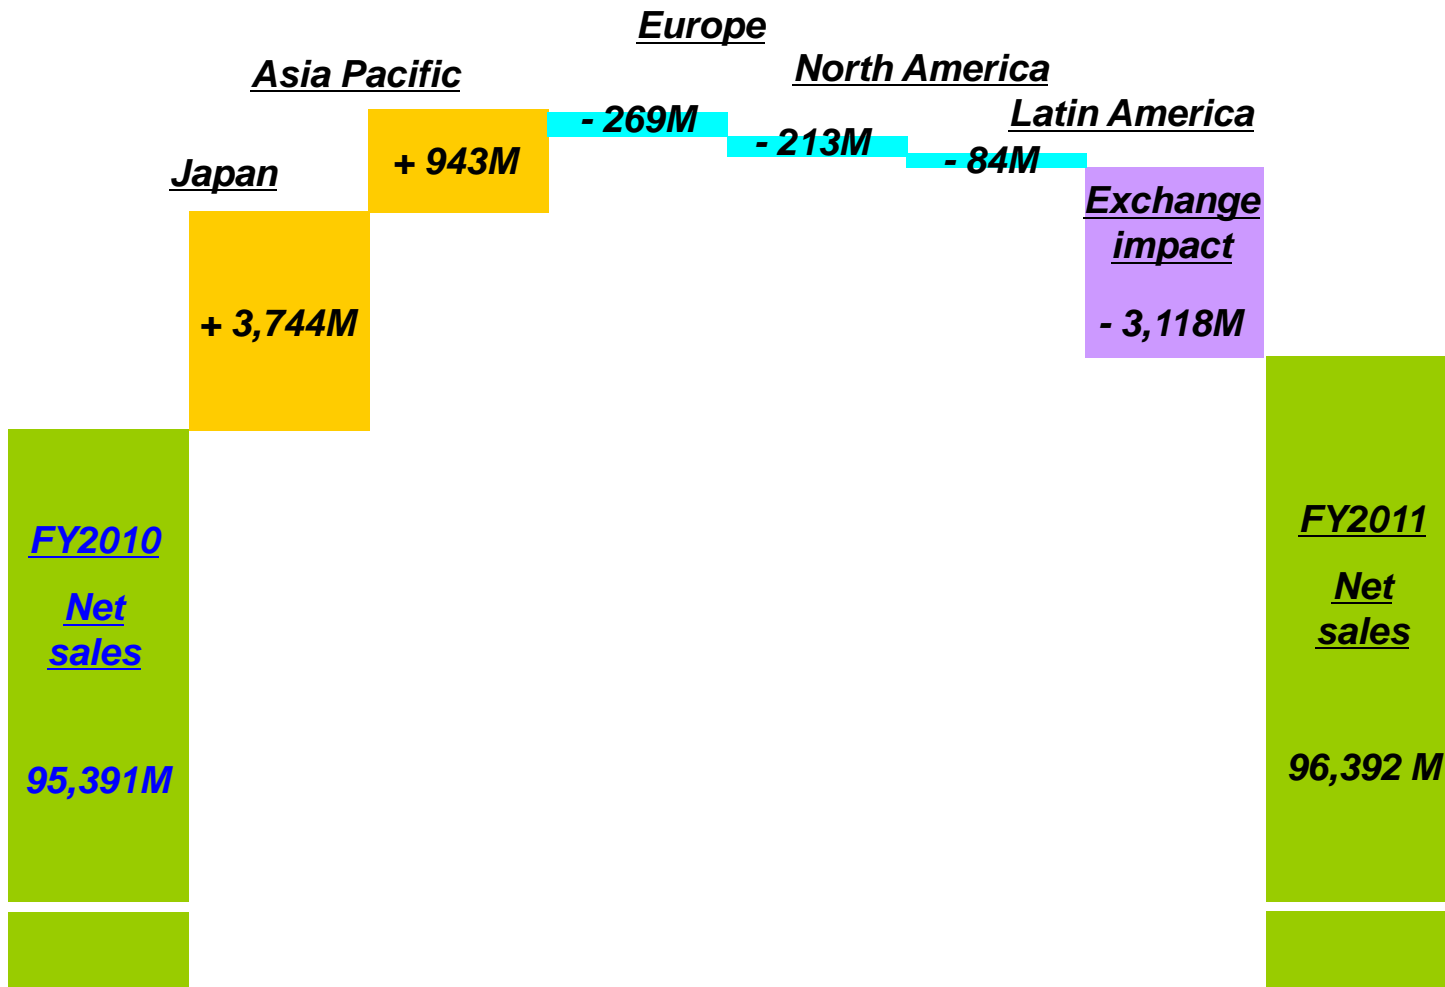 Europe
Asia Pacific
North America
Latin America
Japan
+ 943M
- 269M
- 213M
- 84M
Exchange
impact
+ 3,744M
- 3,118M
FY2010
Net
sales
95,391M
FY2011
Net
sales
96,392 M